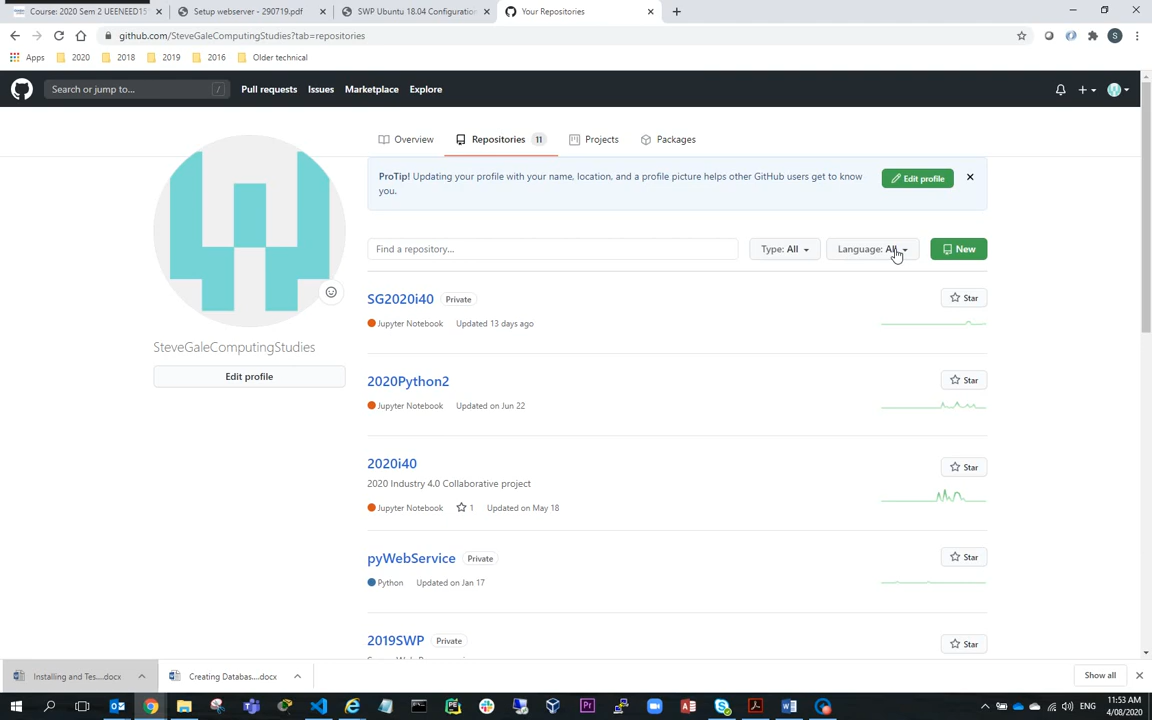 Course: 2020 Sem 2 UEENEED15
Setup webserver - 290719.pdf
SWP Ubuntu 18.04 Configuration
Your Repositories
github.com/SteveGaleComputingStudies?tab=repositories
S
Apps
2020
2018
2019
2016
Older technical
Search or jump to...
/
Pull requests
Issues
Marketplace
Explore
Overview
Repositories 11
Projects
Packages
ProTip! Updating your profile with your name, location, and a profile picture helps other GitHub users get to know
you.
Edit profile
Find a repository...
Type: All
Language: All
New
SG2020i40 Private
Star
Jupyter Notebook Updated 13 days ago
SteveGaleComputingStudies
Edit profile
2020Python2
Star
Jupyter Notebook Updated on Jun 22
2020i40
Star
2020 Industry 4.0 Collaborative project
Jupyter Notebook 1 Updated on May 18
pyWebService Private
Star
Python Updated on Jan 17
2019SWP Private
Star
Installing and Tes....docx
Creating Databas....docx
Show all
ENG
11:53 AM
4/08/2020